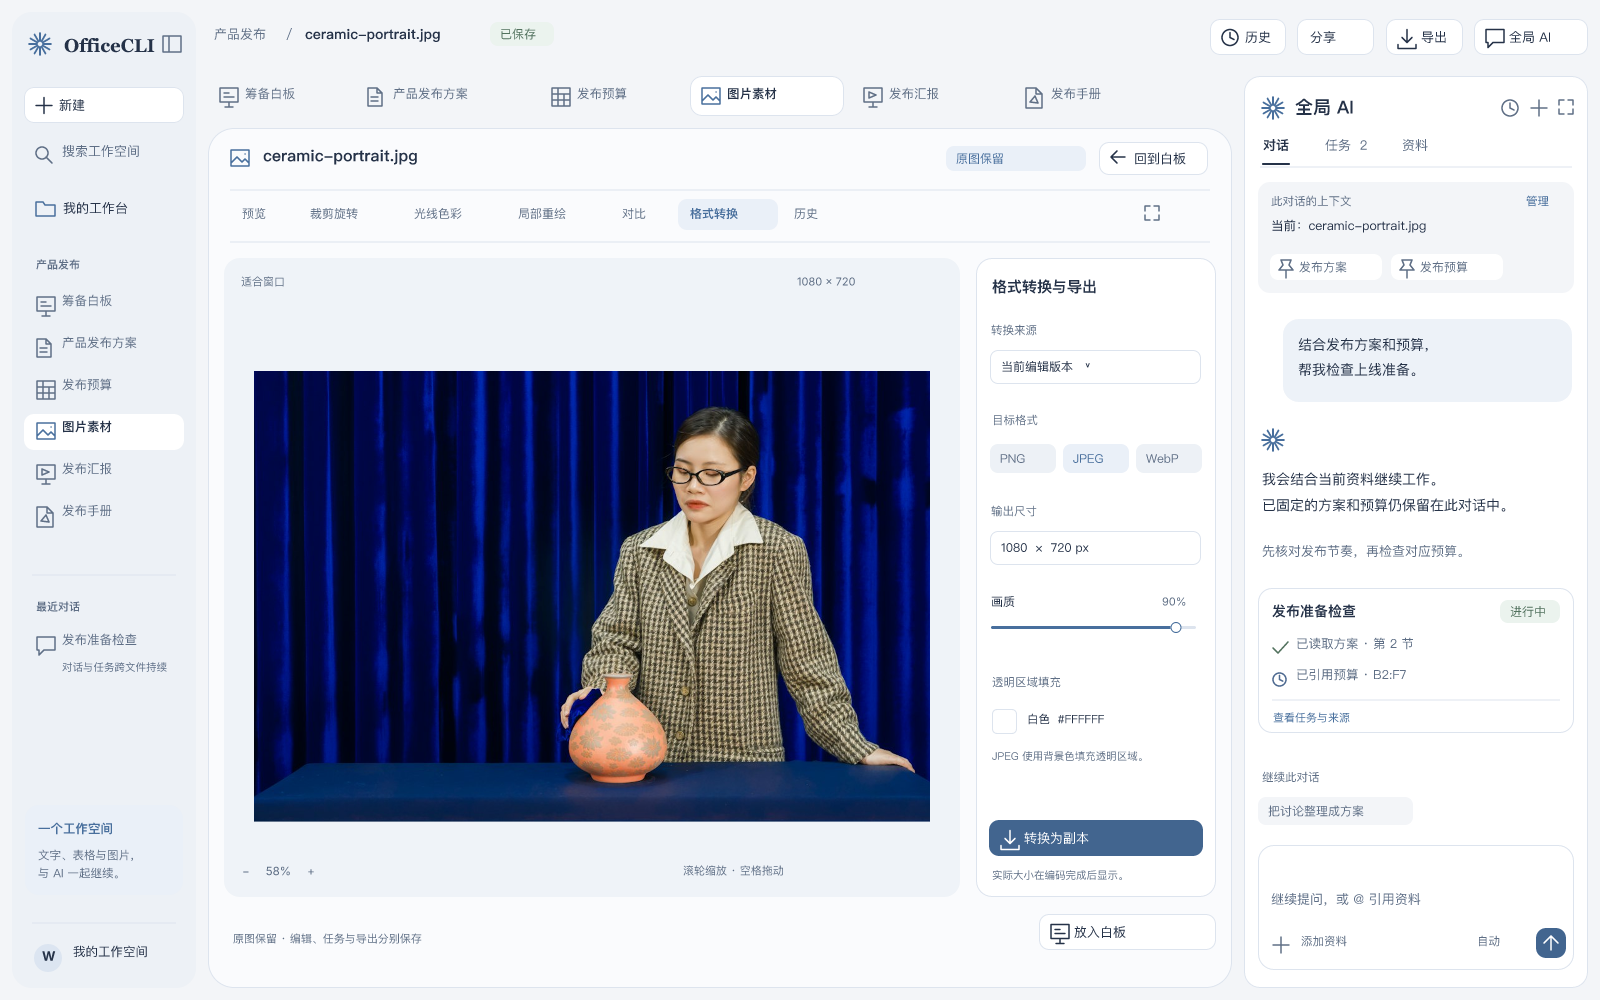 OfficeCLI
新建
搜索工作空间
我的工作台
产品发布
筹备白板
产品发布方案
发布预算
图片素材
发布汇报
发布手册
最近对话
发布准备检查
对话与任务跨文件持续
一个工作空间
文字、表格与图片，
与 AI 一起继续。
W 我的工作空间
产品发布 / ceramic-portrait.jpg 已保存
历史 分享 导出 全局 AI
筹备白板 产品发布方案 发布预算 图片素材 发布汇报 发布手册
ceramic-portrait.jpg 原图保留 回到白板
预览 裁剪旋转 光线色彩 局部重绘 对比 格式转换 历史
适合窗口 1080 × 720
− 58% + 滚轮缩放 · 空格拖动
格式转换与导出
转换来源
当前编辑版本 ˅
目标格式
PNG JPEG WebP
输出尺寸
1080 × 720 px
画质 90%
透明区域填充
白色 #FFFFFF
JPEG 使用背景色填充透明区域。
转换为副本
实际大小在编码完成后显示。
原图保留 · 编辑、任务与导出分别保存
放入白板
全局 AI
对话 任务 2 资料
此对话的上下文 管理
当前：ceramic-portrait.jpg
发布方案 发布预算
结合发布方案和预算，
帮我检查上线准备。
我会结合当前资料继续工作。
已固定的方案和预算仍保留在此对话中。
先核对发布节奏，再检查对应预算。
发布准备检查 进行中
已读取方案 · 第 2 节
已引用预算 · B2:F7
查看任务与来源
继续此对话
把讨论整理成方案
继续提问，或 @ 引用资料
添加资料 自动